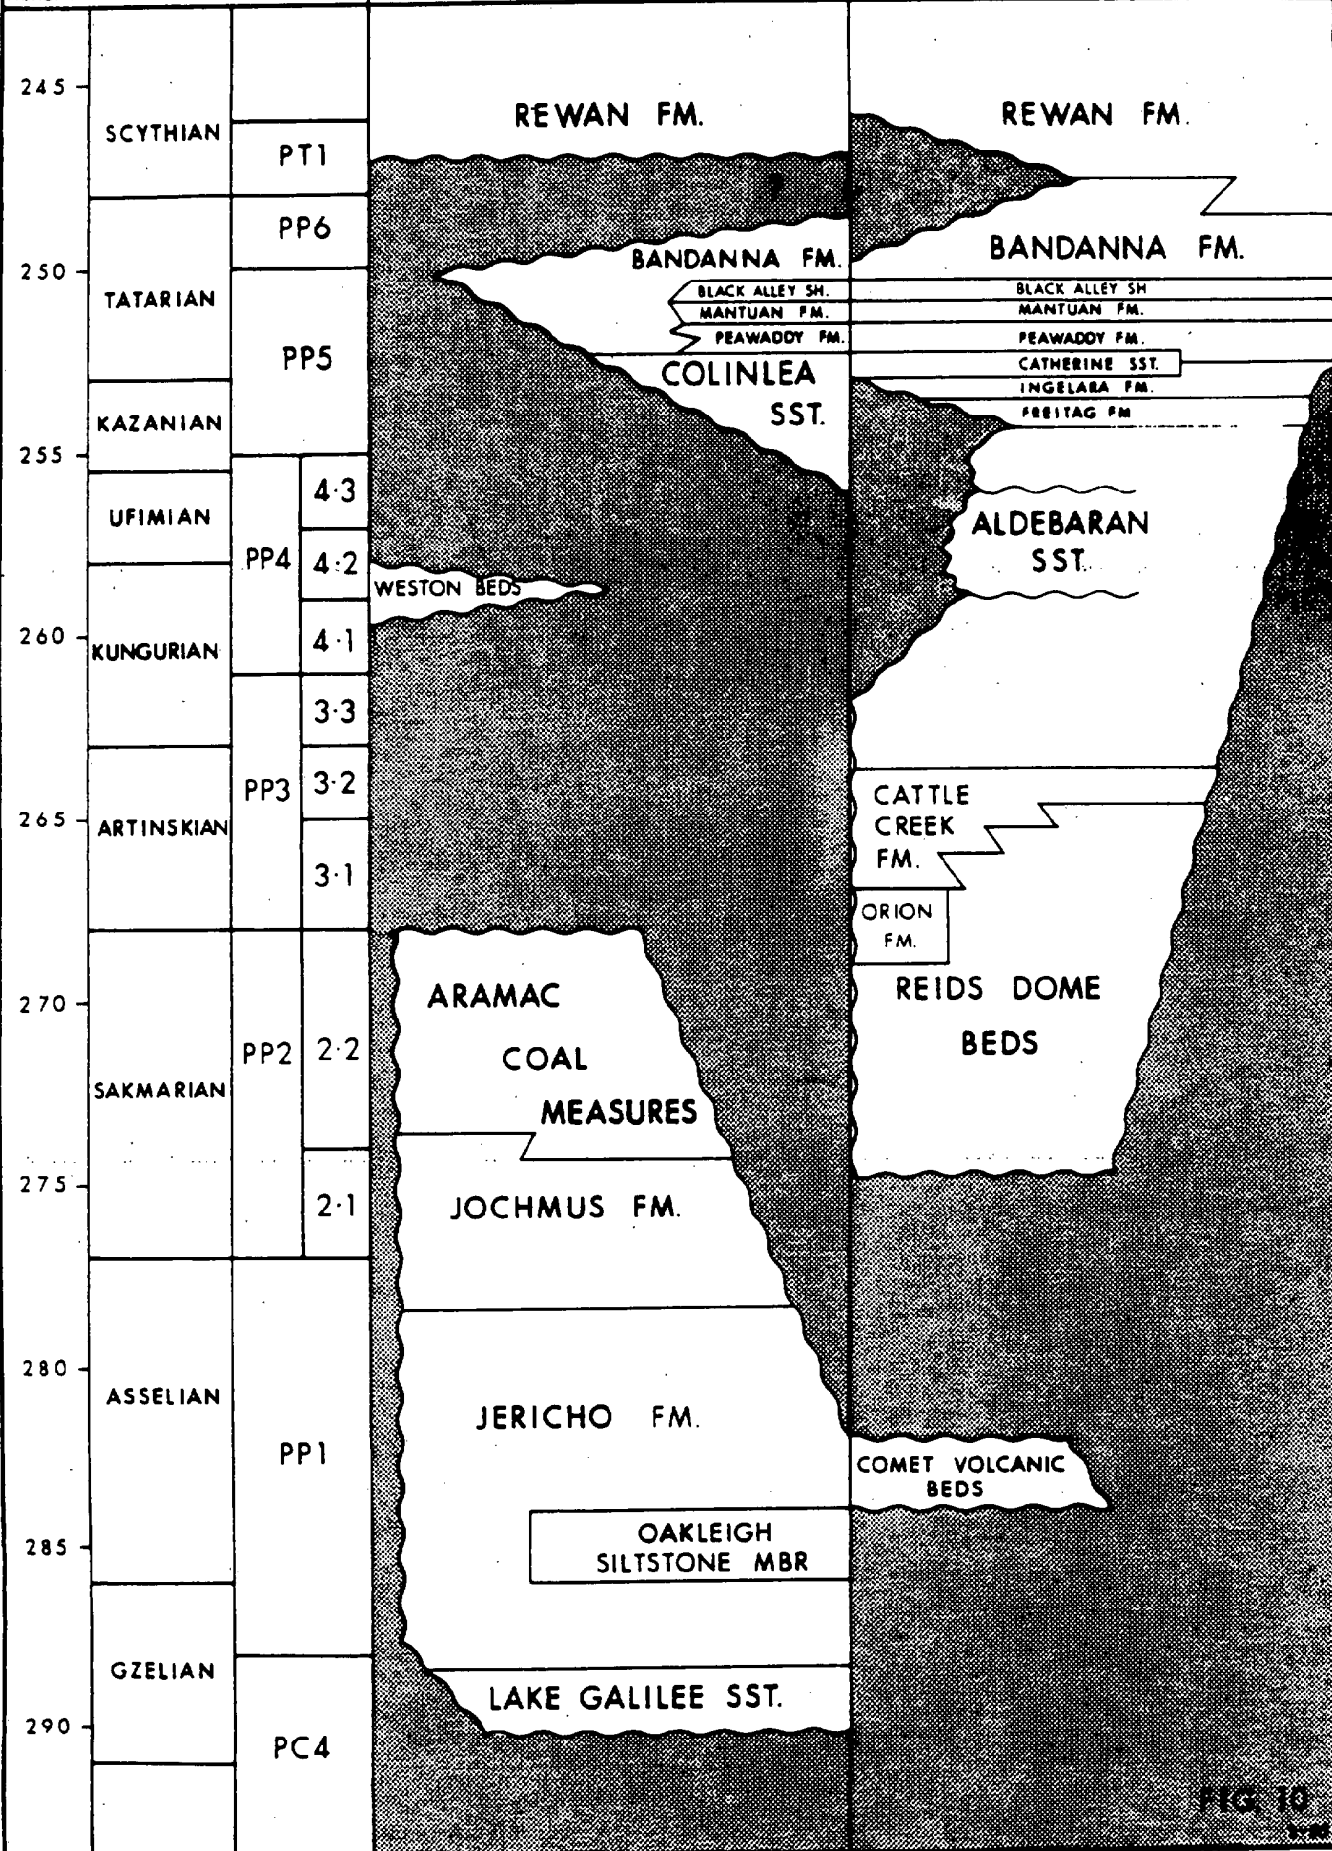 245
250
255
260
265
270
275
280
285
290
SCYTHIAN
TATARIAN
KAZANIAN
UFIMIAN
KUNGURIAN
ARTINSKIAN
SAKMARIAN
ASSELIAN
GZELIAN
PT1
PP6
PP5
PP4
4·3
4·2
4·1
PP3
3·3
3·2
3·1
PP2
2·2
2·1
PP1
PC4
REWAN FM.
?
BANDANNA FM.
BLACK ALLEY SH.
MANTUAN FM.
PEAWADDY FM.
COLINLEA
SST.
WESTON BEDS
ARAMAC
COAL
MEASURES
JOCHMUS FM.
JERICHO FM.
OAKLEIGH
SILTSTONE MBR
LAKE GALILEE SST.
REWAN FM.
BANDANNA FM.
BLACK ALLEY SH
MANTUAN FM.
PEAWADDY FM.
CATHERINE SST.
INGELARA FM.
FREITAG FM
ALDEBARAN
SST.
CATTLE
CREEK
FM.
ORION
FM.
REIDS DOME
BEDS
COMET VOLCANIC
BEDS
FIG. 10